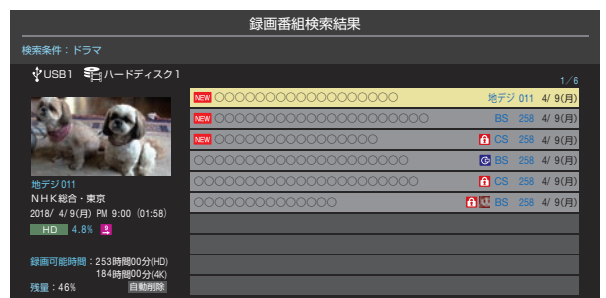 録画番組検索結果
検索条件：ドラマ
USB1 ハードディスク1
1／6
NEW 〇〇〇〇〇〇〇〇〇〇〇〇〇〇〇〇〇〇 地デジ 011 4/ 9(月)
NEW 〇〇〇〇〇〇〇〇〇〇〇〇〇〇〇〇〇〇〇〇〇 BS 258 4/ 9(月)
NEW 〇〇〇〇〇〇〇〇〇〇〇〇〇〇〇〇 CS 258 4/ 9(月)
〇〇〇〇〇〇〇〇〇〇〇〇〇〇〇〇〇〇〇〇〇 BS 258 4/ 9(月)
〇〇〇〇〇〇〇〇〇〇〇〇〇〇〇〇〇〇〇〇〇〇 CS 258 4/ 9(月)
〇〇〇〇〇〇〇〇〇〇〇〇〇〇 BS 258 4/ 9(月)
地デジ011
NHK総合・東京
2018/ 4/ 9(月) PM 9:00 (01:58)
HD 4.8%
録画可能時間：253時間00分(HD)
184時間00分(4K)
残量：46% 自動削除